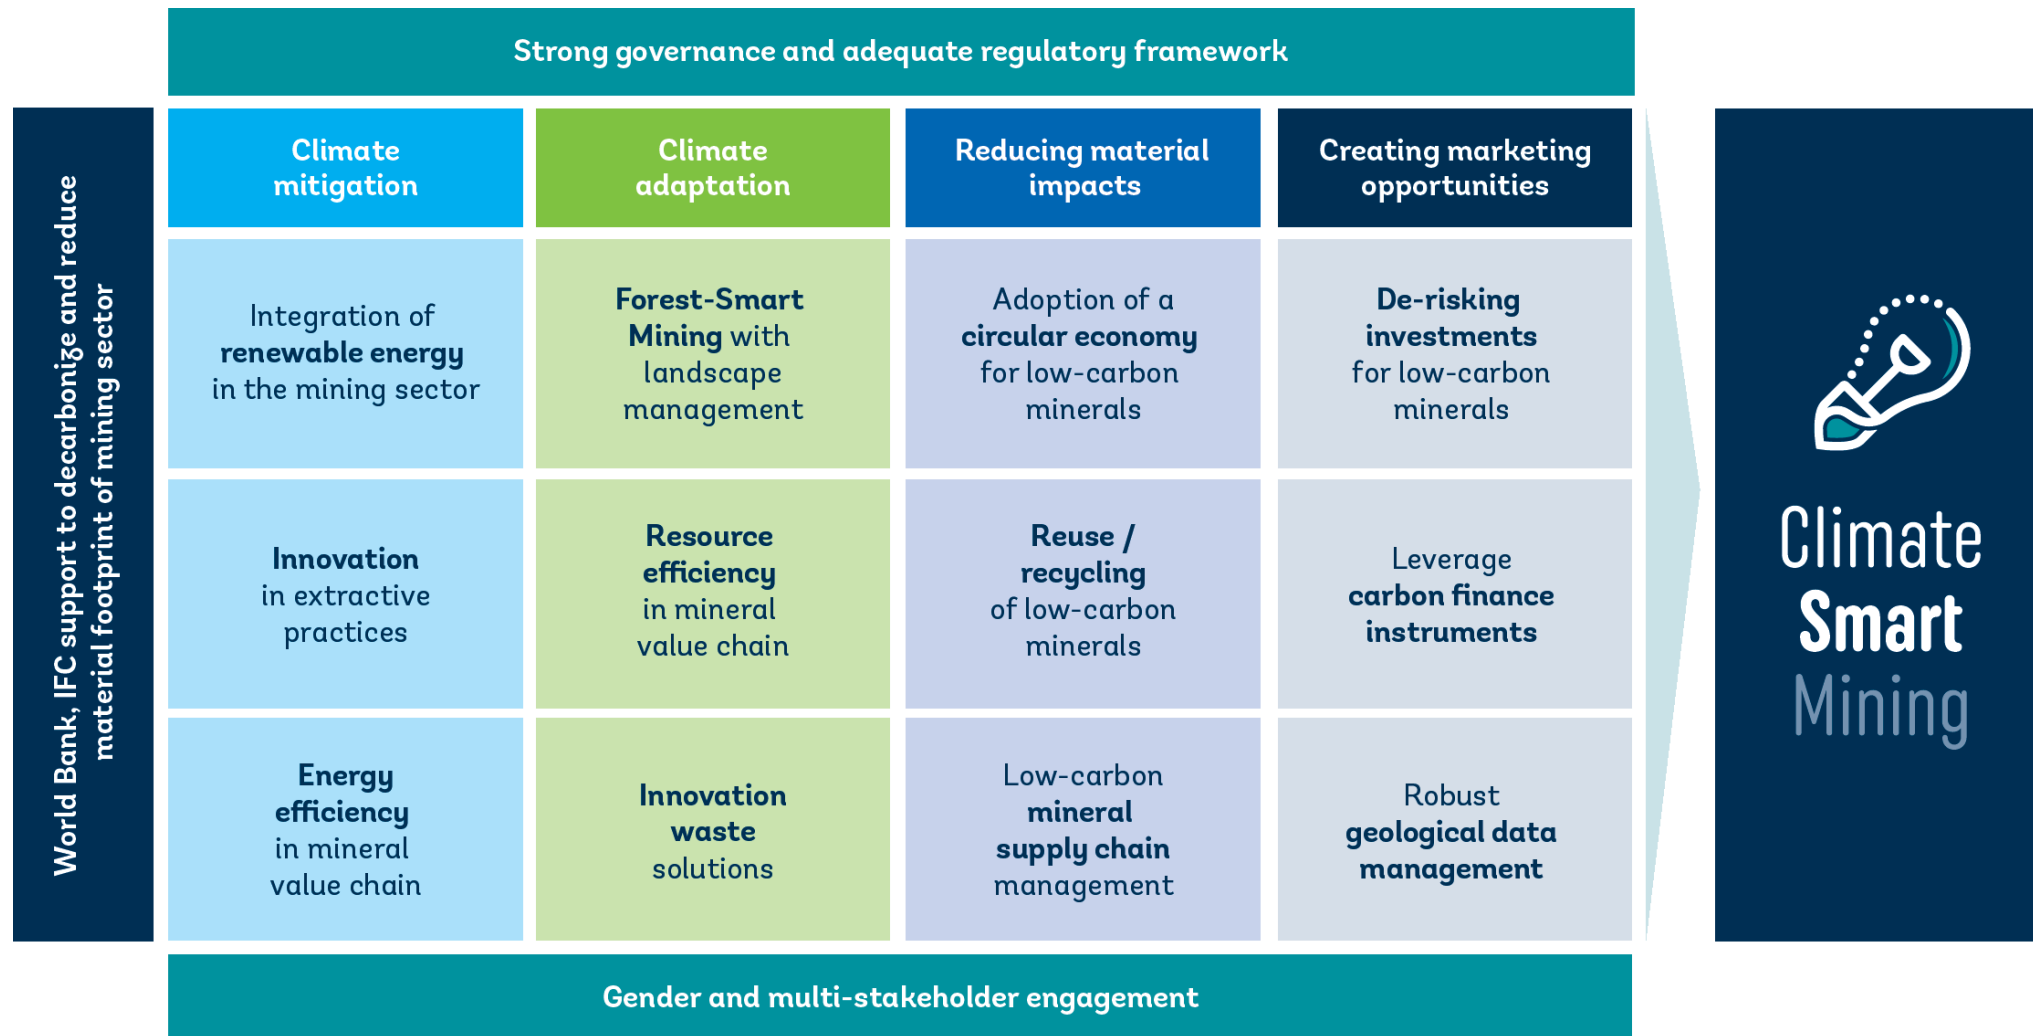 Strong governance and adequate regulatory framework
World Bank, IFC support to decarbonize and reduce
material footprint of mining sector
Climate
mitigation
Climate
adaptation
Reducing material
impacts
Creating marketing
opportunities
Integration of
renewable energy
in the mining sector
Forest-Smart
Mining with
landscape
management
Adoption of a
circular economy
for low-carbon
minerals
De-risking
investments
for low-carbon
minerals
Innovation
in extractive
practices
Resource
efficiency
in mineral
value chain
Reuse /
recycling
of low-carbon
minerals
Leverage
carbon finance
instruments
Energy
efficiency
in mineral
value chain
Innovation
waste
solutions
Low-carbon
mineral
supply chain
management
Robust
geological data
management
Gender and multi-stakeholder engagement
Climate
Smart
Mining